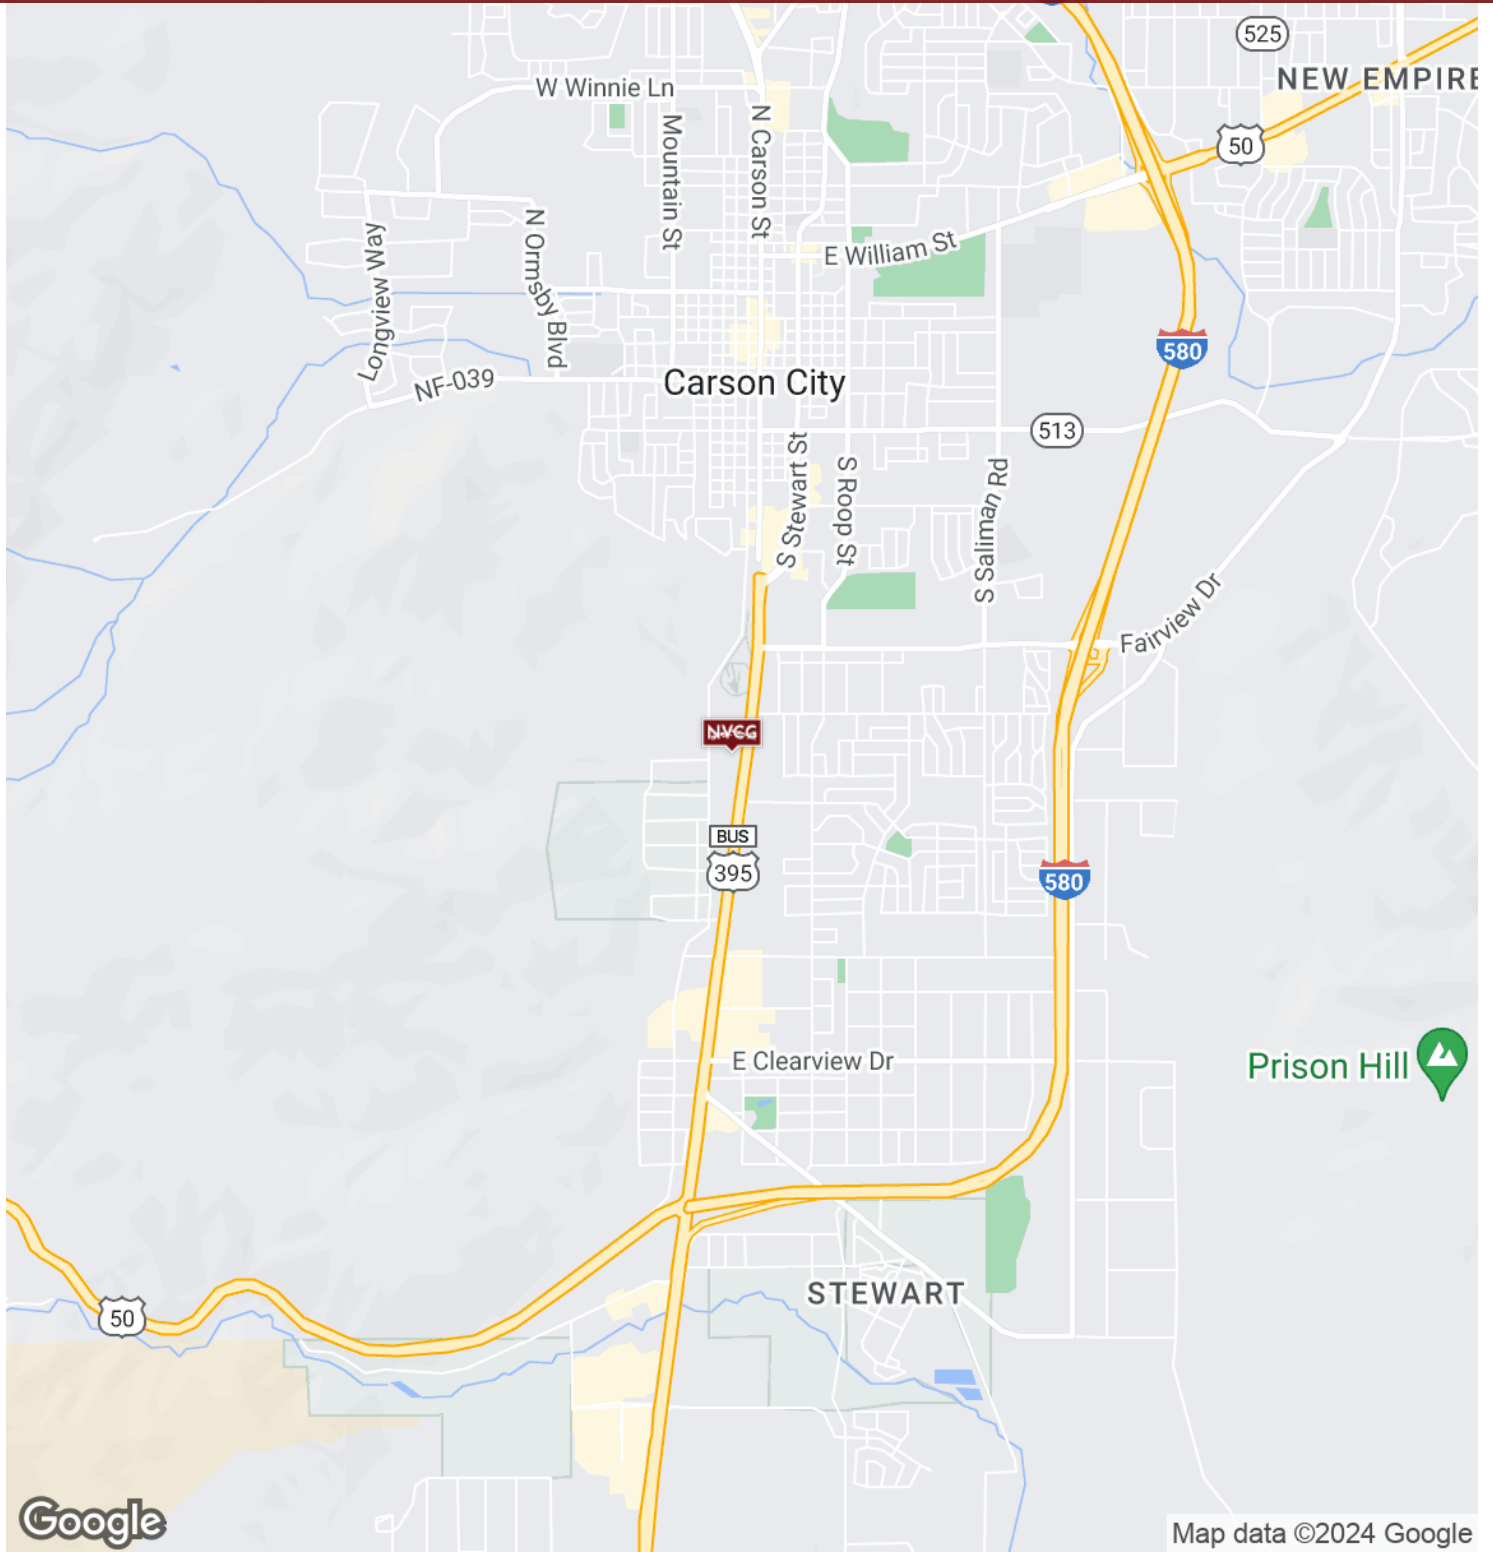 525
NEW EMPIRE
W Winnie Ln
N Carson St
Mountain St
50
N Ormsby Blvd
Longview Way
E William St
580
NF-039
Carson City
513
S Stewart St
S Roop St
S Saliman Rd
Fairview Dr
NVCG
BUS
395
580
E Clearview Dr
Prison Hill
STEWART
50
Google
Map data ©2024 Google